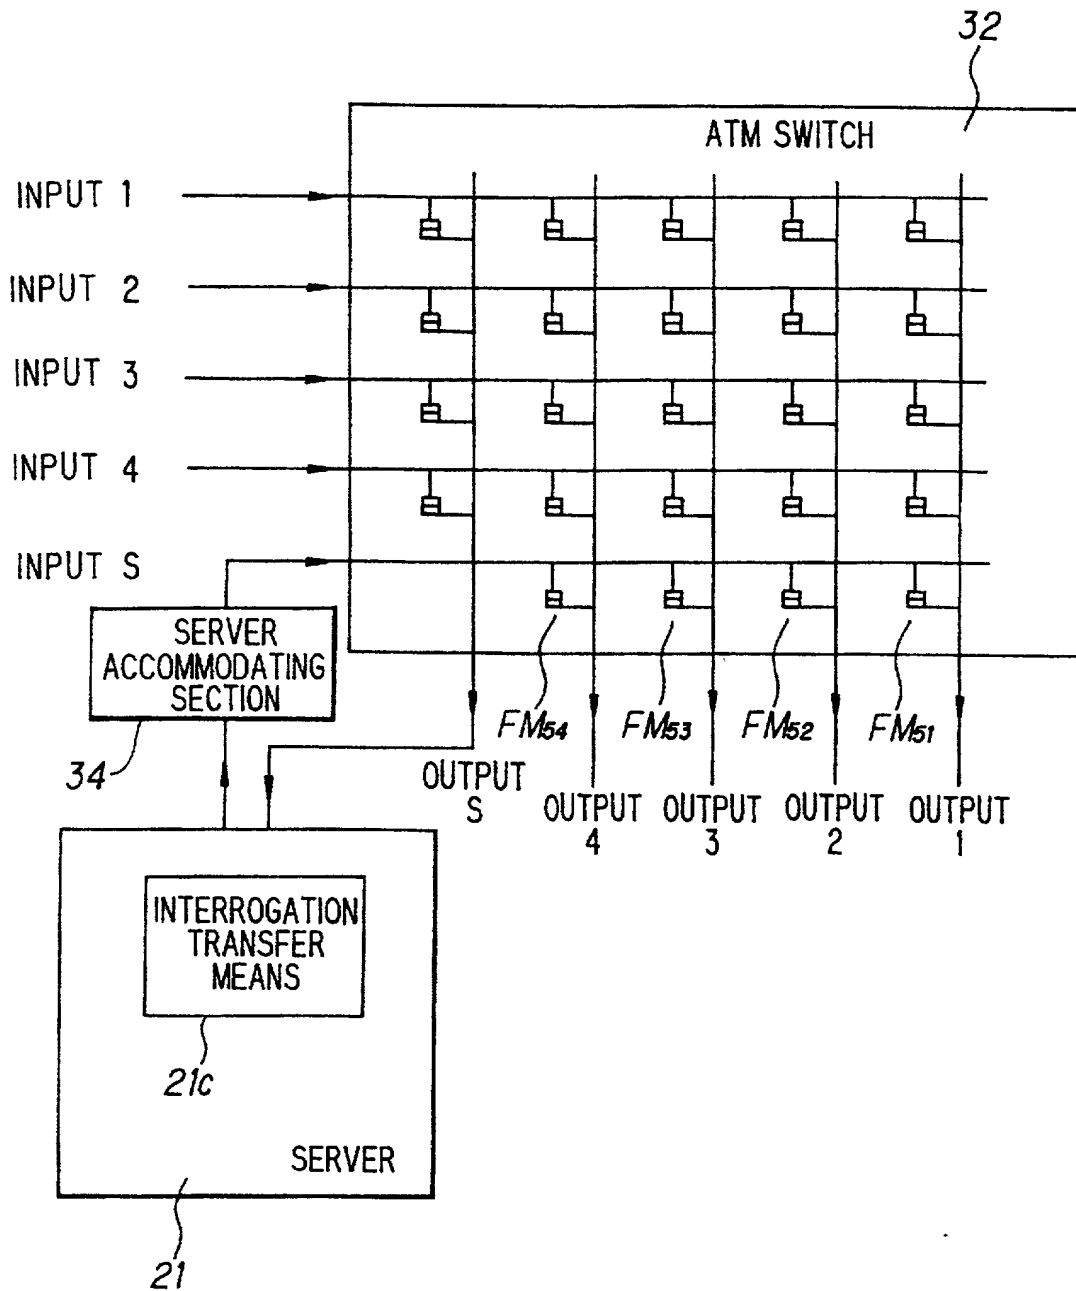 32
ATM SWITCH
INPUT 1
INPUT 2
INPUT 3
INPUT 4
INPUT S
SERVER
ACCOMMODATING
SECTION
34
FM54
FM53
FM52
FM51
OUTPUT
S
OUTPUT
4
OUTPUT
3
OUTPUT
2
OUTPUT
1
INTERROGATION
TRANSFER
MEANS
21c
SERVER
21